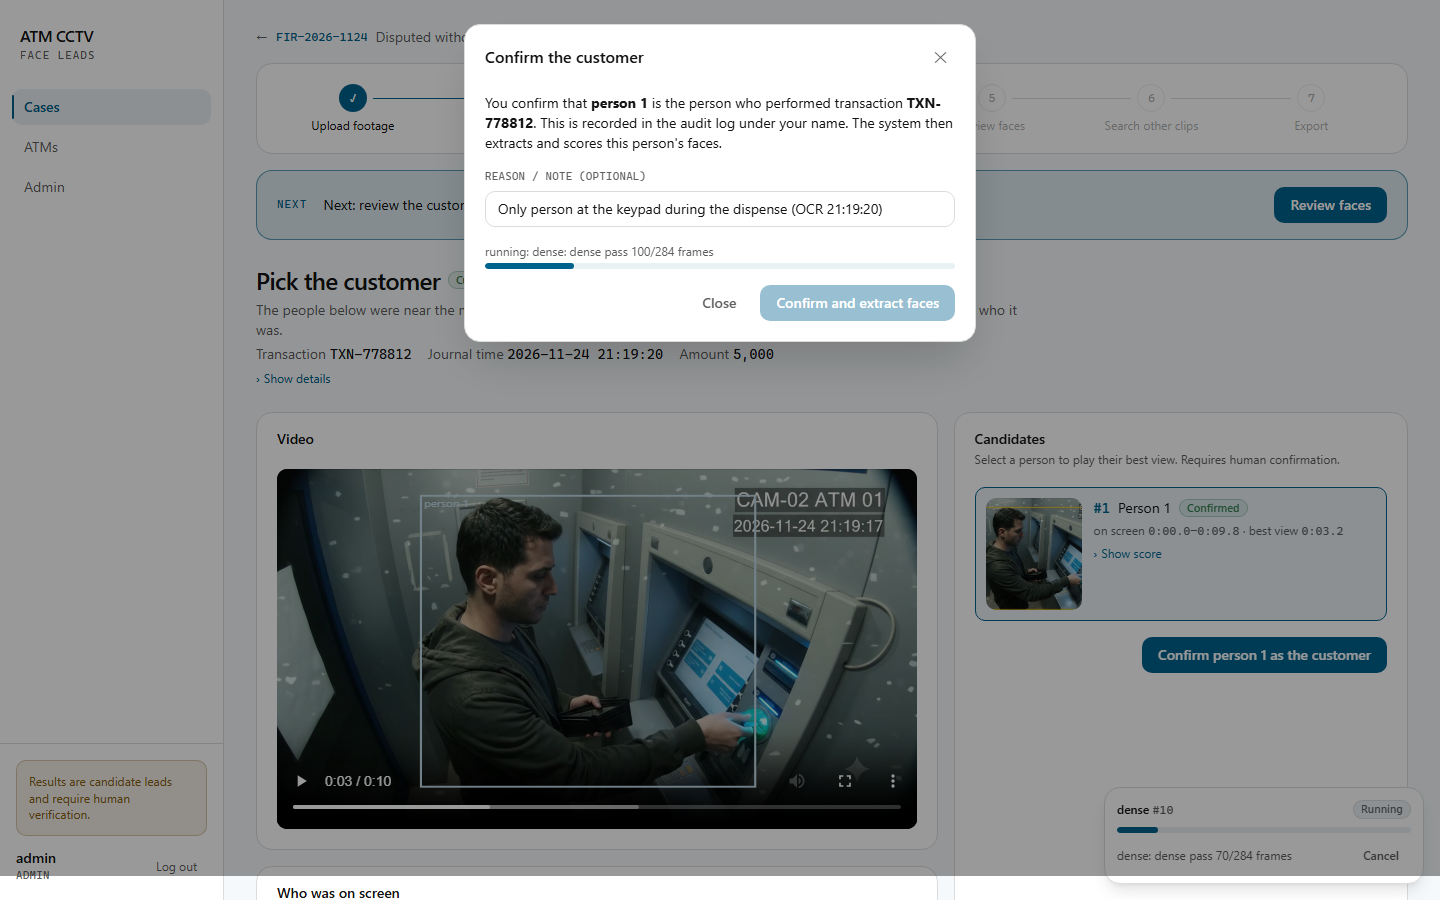 ATM CCTV
FACE LEADS
Cases
ATMs
Admin
Results are candidate leads
and require human
verification.
admin
ADMIN
Log out
← FIR-2026-1124 Disputed
✓
Upload footage
5
faces
6
Search other clips
7
Export
NEXT Next: review the
Review faces
Pick the customer
The people below were near the
who it
was.
Transaction TXN-778812 Journal time 2026-11-24 21:19:20 Amount 5,000
› Show details
Confirm the customer
You confirm that person 1 is the person who performed transaction TXN-
778812. This is recorded in the audit log under your name. The system then
extracts and scores this person's faces.
REASON / NOTE (OPTIONAL)
Only person at the keypad during the dispense (OCR 21:19:20)
running: dense: dense pass 100/284 frames
Close
Confirm and extract faces
Video
person 1
CAM-02 ATM 01
2026-11-24 21:19:17
0:03 / 0:10
Who was on screen
Candidates
Select a person to play their best view. Requires human confirmation.
#1 Person 1 Confirmed
on screen 0:00.0–0:09.8 · best view 0:03.2
› Show score
Confirm person 1 as the customer
dense #10
Running
dense: dense pass 70/284 frames
Cancel